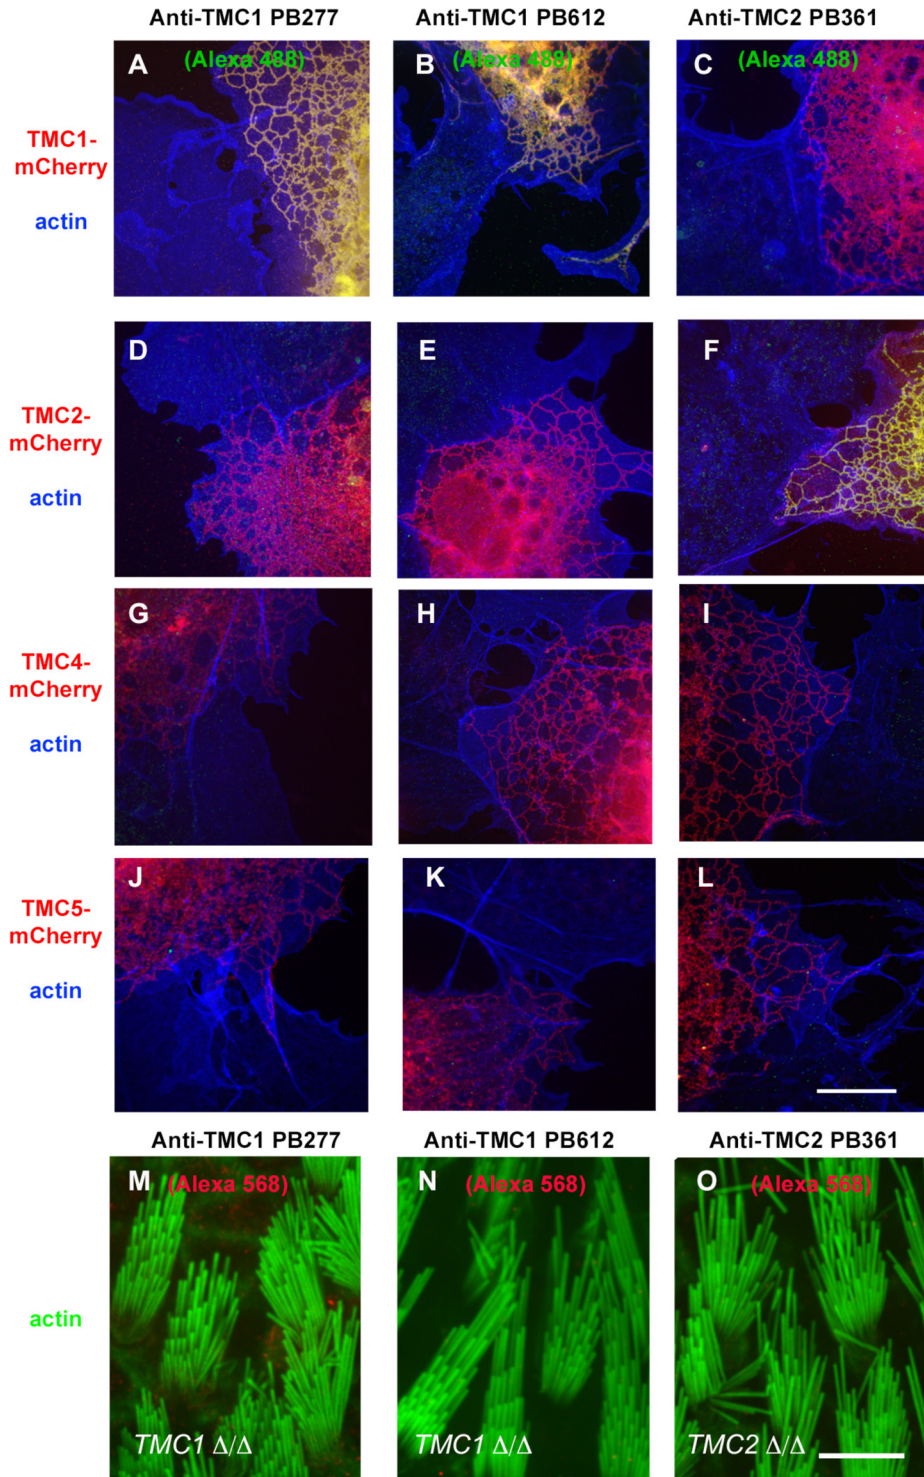 Anti-TMC1 PB277 Anti-TMC1 PB612 Anti-TMC2 PB361
A B C
(Alexa 488) (Alexa 488) (Alexa 488)
TMC1-
mCherry
actin
D E F
TMC2-
mCherry
actin
G H I
TMC4-
mCherry
actin
J K L
TMC5-
mCherry
actin
Anti-TMC1 PB277 Anti-TMC1 PB612 Anti-TMC2 PB361
M (Alexa 568) N (Alexa 568) O (Alexa 568)
actin
TMC1 Δ/Δ TMC1 Δ/Δ TMC2 Δ/Δ